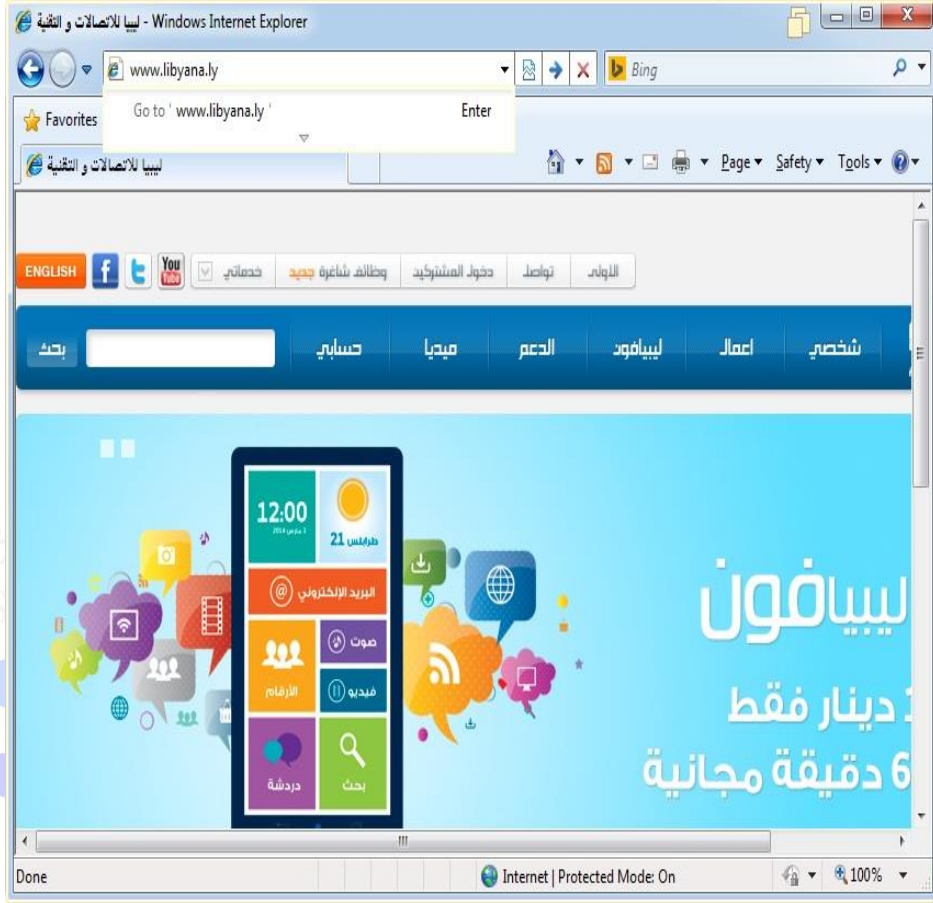 ليبيا للاتصالات و التقنية - Windows Internet Explorer
www.libyana.ly
Bing
Go to ' www.libyana.ly '
Enter
Favorites
ليبيا للاتصالات و التقنية
Page
Safety
Tools
الاولى تواصل دخول المشتركين وظائف شاغرة جديد خدماتي You Tube ENGLISH
شخصي اعمال ليبيافون الدعم ميديا حسابي بحث
12:00
طرابلس 21
البريد الإلكتروني @
صوت
الأرقام
فيديو
دردشة
بحث
ليبيافون
دينار فقط
6 دقيقة مجانية
Done
Internet | Protected Mode: On
100%